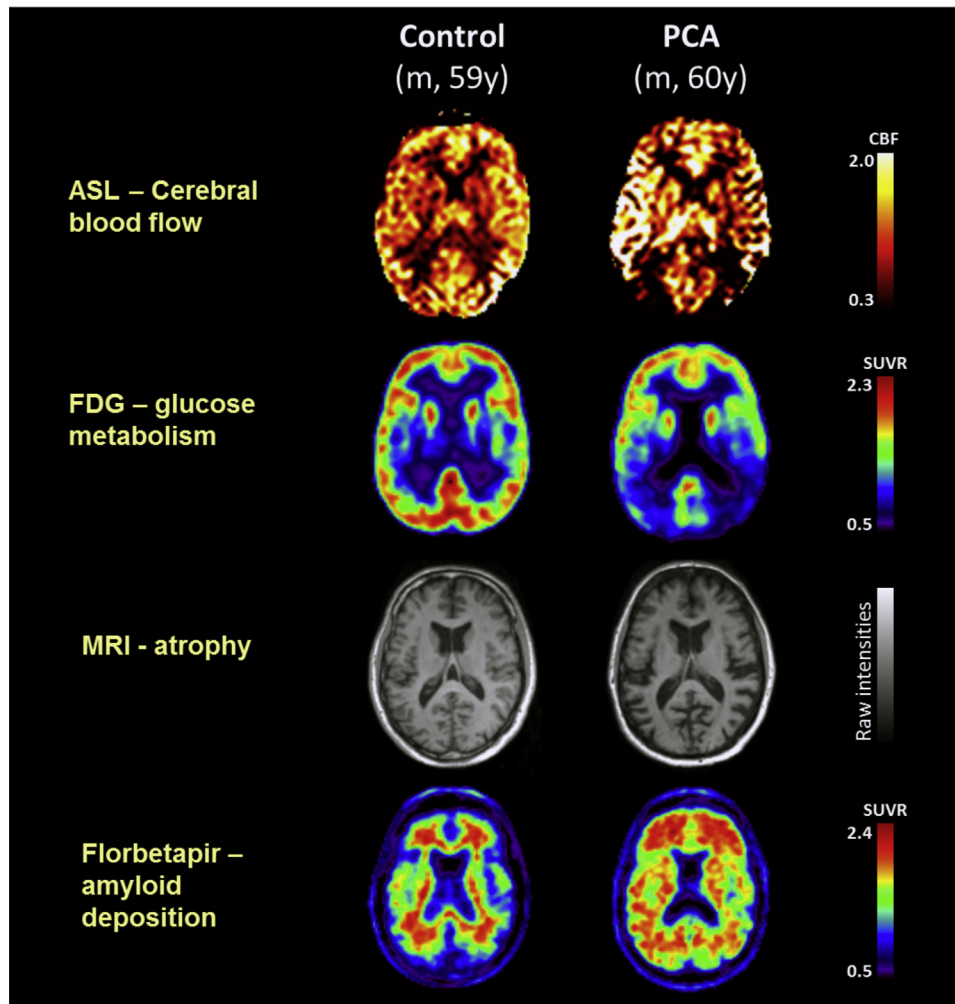 Control
(m, 59y)
PCA
(m, 60y)
ASL – Cerebral
blood flow
CBF
2.0
0.3
FDG – glucose
metabolism
SUVR
2.3
0.5
MRI - atrophy
Raw intensities
Florbetapir –
amyloid
deposition
SUVR
2.4
0.5